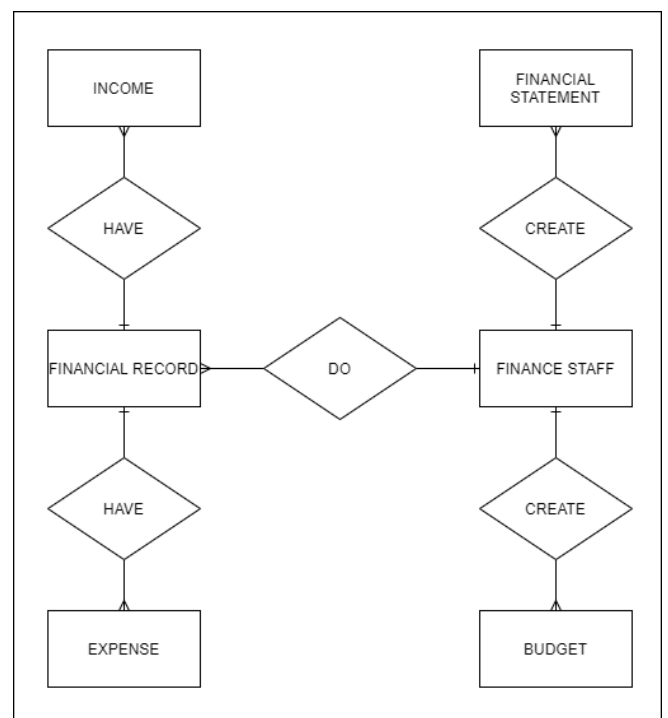 INCOME
FINANCIAL
STATEMENT
HAVE
CREATE
FINANCIAL RECORD
DO
FINANCE STAFF
HAVE
CREATE
EXPENSE
BUDGET